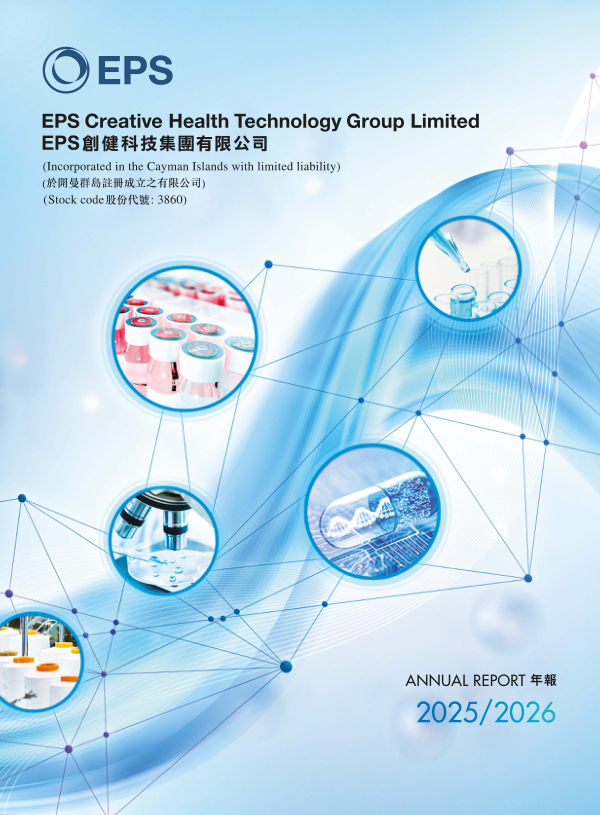 EPS
EPS Creative Health Technology Group Limited
EPS創健科技集團有限公司
(Incorporated in the Cayman Islands with limited liability)
(於開曼群島註冊成立之有限公司)
(Stock code股份代號: 3860)
ANNUAL REPORT 年報
2025/2026